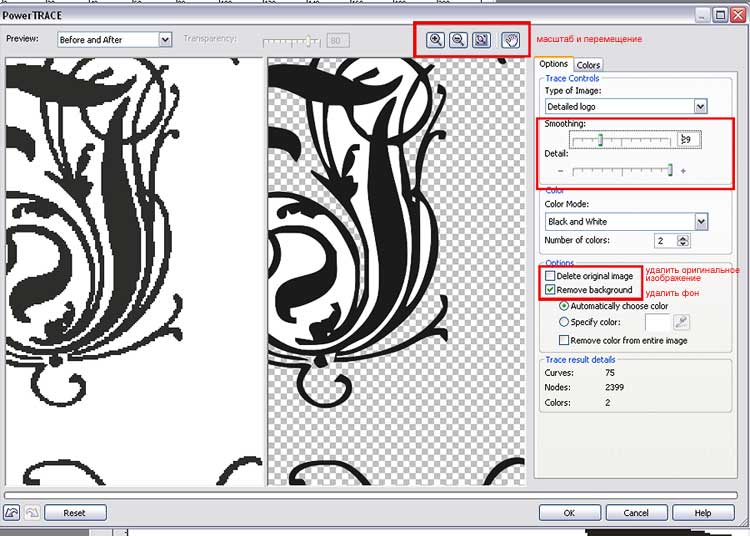 PowerTRACE
Preview:
Before and After
Transparency:
80
масштаб и перемещение
Options
Colors
Trace Controls
Type of Image:
Detailed logo
Smoothing:
Detail:
- +
Color
Color Mode:
Black and White
Number of colors:
2
Options
Delete original image
удалить оригинальное
изображение
Remove background
удалить фон
Automatically choose color
Specify color:
Remove color from entire image
Trace result details
Curves: 75
Nodes: 2399
Colors: 2
Reset
OK
Cancel
Help